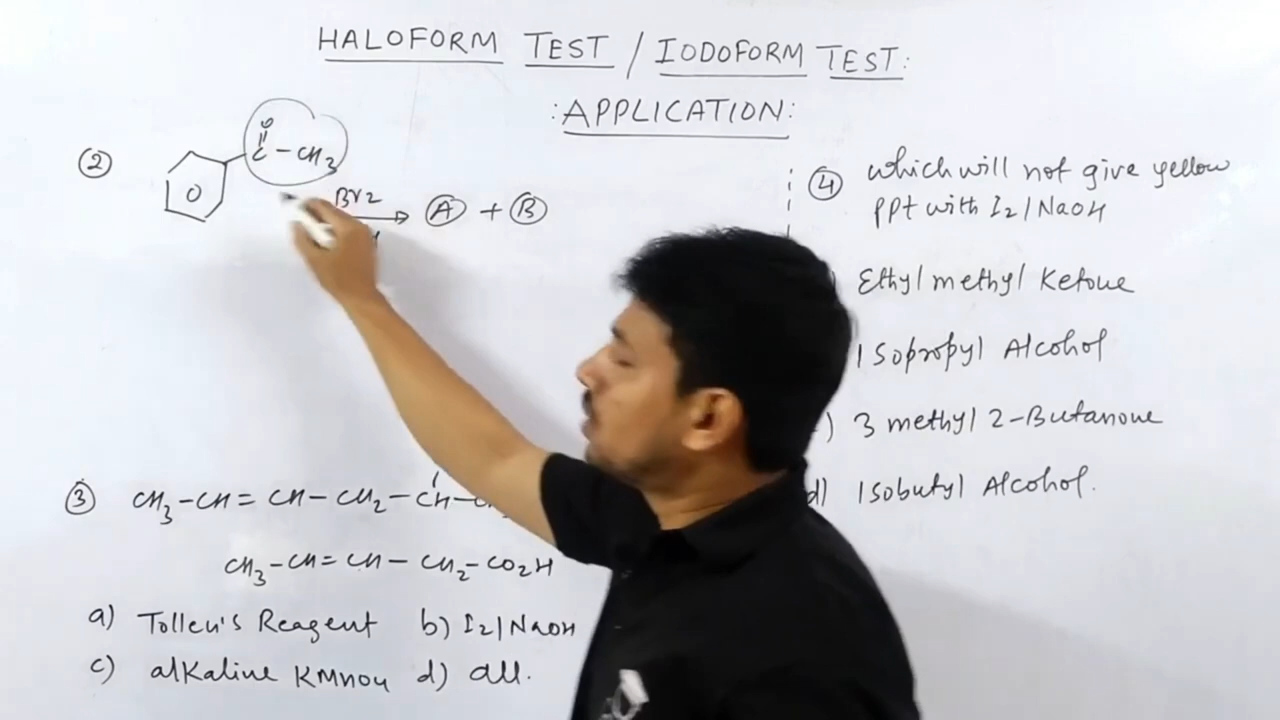 HALOFORM TEST / IODOFORM TEST:
:APPLICATION:
②
O
C - CH3
Br2
Ⓐ + Ⓑ
③ CH3-CH=CH-CH2-CH-
CH3-CH=CH-CH2-CO2H
a) Tollen's Reagent b) I2/NaOH
c) alkaline KMnO4 d) all.
④ which will not give yellow
ppt with I2/NaOH
Ethyl methyl Ketone
Isopropyl Alcohol
) 3 methyl 2-Butanone
d) Isobutyl Alcohol.